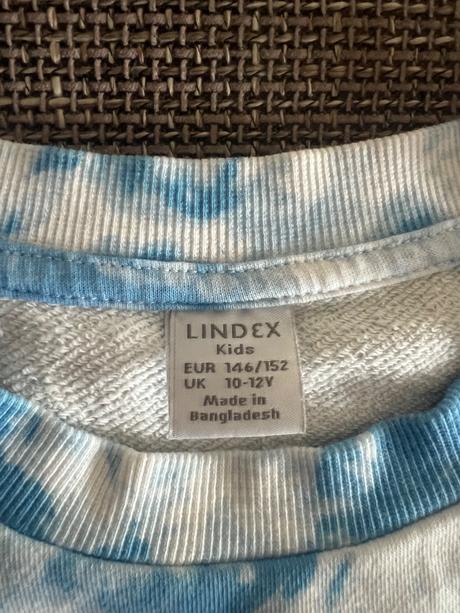 LINDEX
Kids
EUR 146/152
UK 10-12Y
Made in
Bangladesh